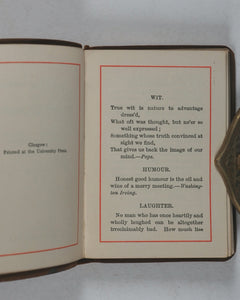 Glasgow:
Printed at the University Press.
WIT.
True wit is nature to advantage
dress'd,
What oft was thought, but ne'er so
well expressed;
Something whose truth convinced at
sight we find,
That gives us back the image of our
mind.—Pope.
HUMOUR.
Honest good humour is the oil and
wine of a merry meeting.—Washing-
ton Irving.
LAUGHTER.
No man who has once heartily and
wholly laughed can be altogether
irreclaimably bad. How much lies